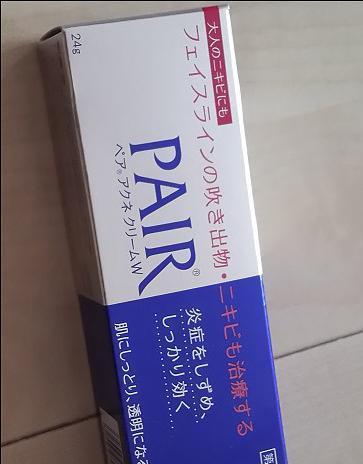 大人のニキビにも
フェイスラインの吹き出物・ニキビも治療する
PAIR®
ペア®アクネクリームW
24g
炎症をしずめ、
しっかり効く
肌にしっとり、透明にな
第